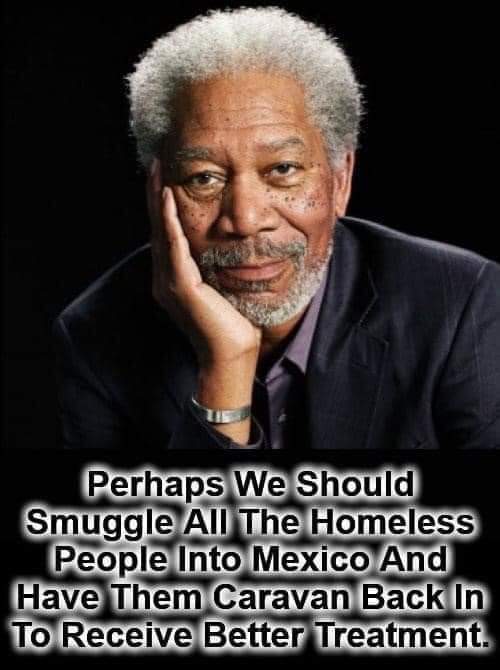 Perhaps We Should
Smuggle All The Homeless
People Into Mexico And
Have Them Caravan Back In
To Receive Better Treatment.